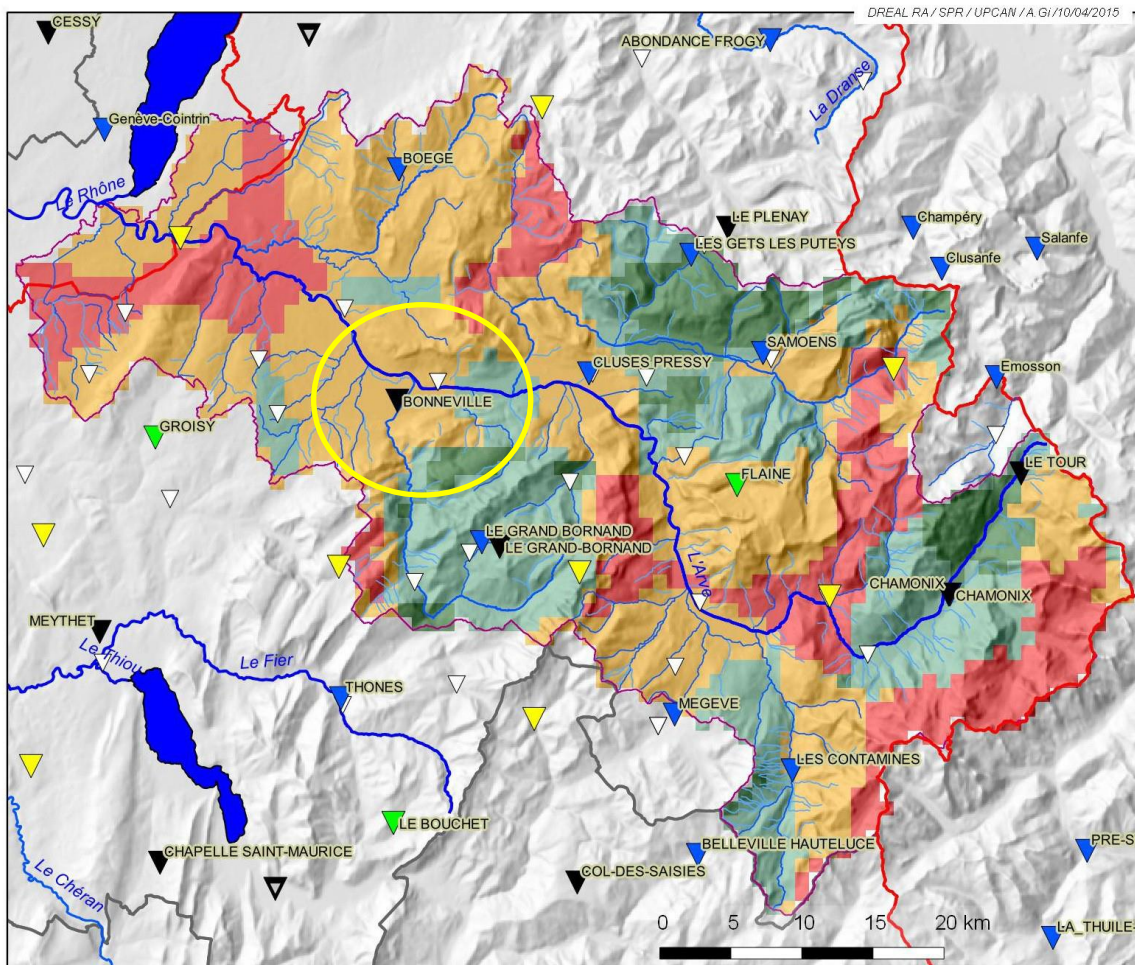 DREAL RA / SPR / UPCAN / A.Gi /10/04/2015
CESSY
ABONDANCE FROGY
La Dranse
Genève-Cointrin
BOEGE
Le Rhône
LE PLENAY
Champéry
LES GETS LES PUTEYS
Salanfe
Clusanfe
SAMOENS
CLUSES PRESSY
Emosson
BONNEVILLE
GROISY
FLAINE
LE TOUR
LE GRAND BORNAND
LE GRAND-BORNAND
L'Arve
CHAMONIX
CHAMONIX
MEYTHET
Le Thiou
Le Fier
THONES
MEGEVE
LES CONTAMINES
LE BOUCHET
BELLEVILLE HAUTELUCE
PRE-S
CHAPELLE SAINT-MAURICE
COL-DES-SAISIES
Le Chéran
0 5 10 15 20 km
LA_THUILE-